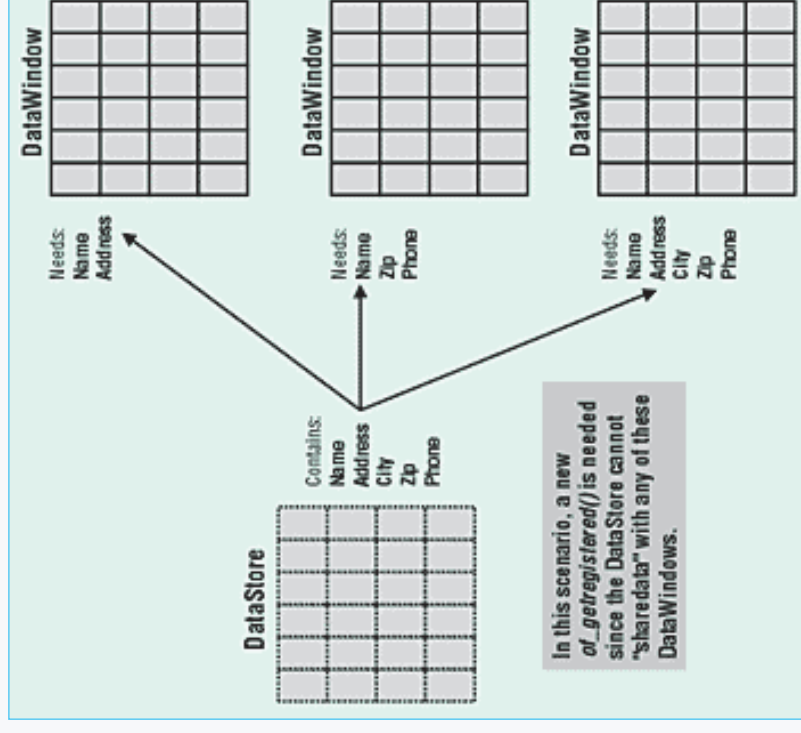 DataStore
Contains:
Name
Address
City
Zip
Phone
Needs:
Name
Address
DataWindow
Needs:
Name
Zip
Phone
DataWindow
Needs:
Name
Address
City
Zip
Phone
DataWindow
In this scenario, a new
of_getregistered() is needed
since the DataStore cannot
"sharedata" with any of these
DataWindows.